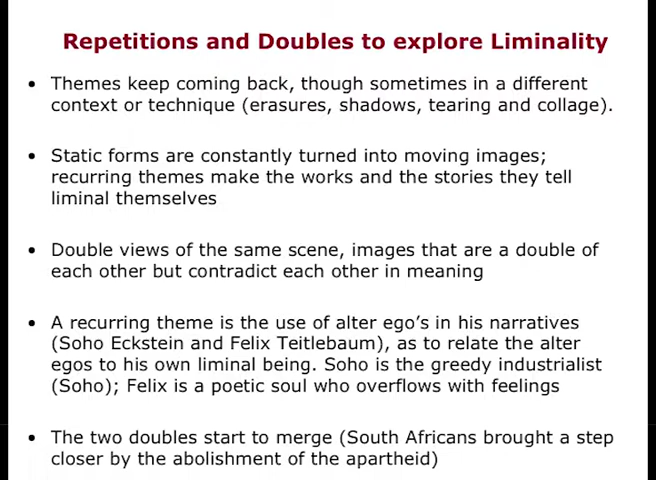 Repetitions and Doubles to explore Liminality
• Themes keep coming back, though sometimes in a different
context or technique (erasures, shadows, tearing and collage).
• Static forms are constantly turned into moving images;
recurring themes make the works and the stories they tell
liminal themselves
• Double views of the same scene, images that are a double of
each other but contradict each other in meaning
• A recurring theme is the use of alter ego's in his narratives
(Soho Eckstein and Felix Teitlebaum), as to relate the alter
egos to his own liminal being. Soho is the greedy industrialist
(Soho); Felix is a poetic soul who overflows with feelings
• The two doubles start to merge (South Africans brought a step
closer by the abolishment of the apartheid)